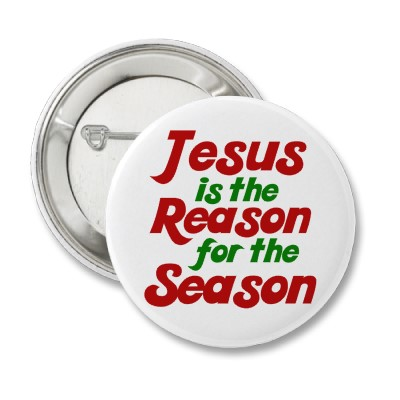 Jesus
is the
Reason
for the
Season